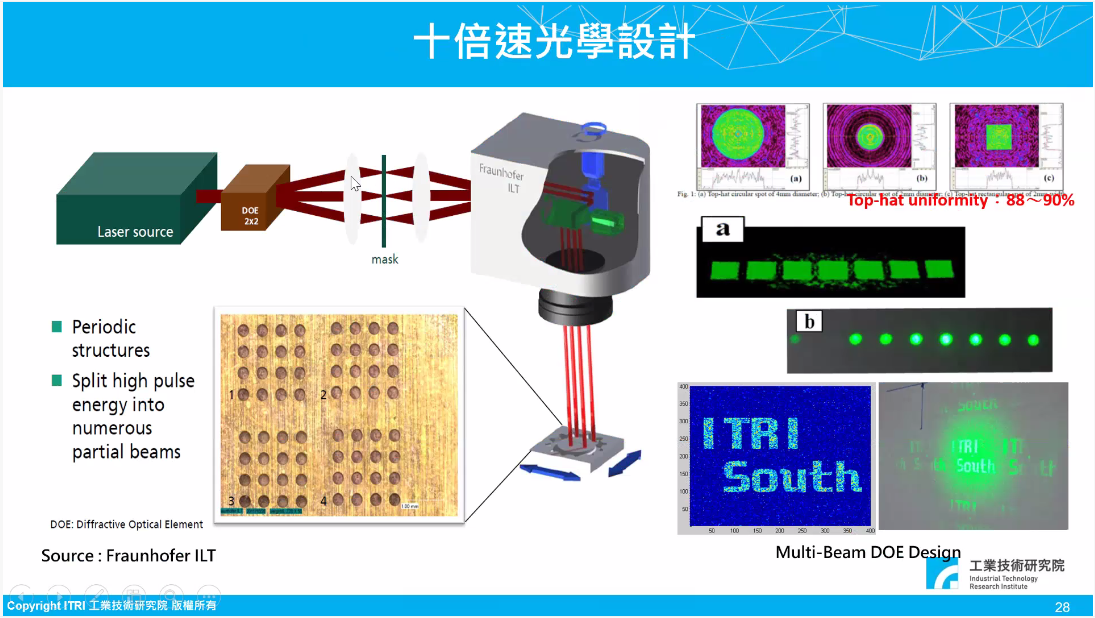 十倍速光學設計
Laser source
DOE
2x2
mask
Fraunhofer
ILT
(a)
(b)
(c)
Fig. 1: (a) Top-hat circular spot of 4mm diameter; (b) Top-hat circular spot of 2mm diameter; (c) Top-hat rectangular spot of 2mm
Top-hat uniformity：88～90%
a
b
Periodic
structures
Split high pulse
energy into
numerous
partial beams
1
2
3
4
1.00 mm
DOE: Diffractive Optical Element
Source : Fraunhofer ILT
400
350
300
250
200
150
100
50
50 100 150 200 250 300 350 400
ITRI
South
ITRI
South
Multi-Beam DOE Design
工業技術研究院
Industrial Technology
Research Institute
Copyright ITRI 工業技術研究院 版權所有
28